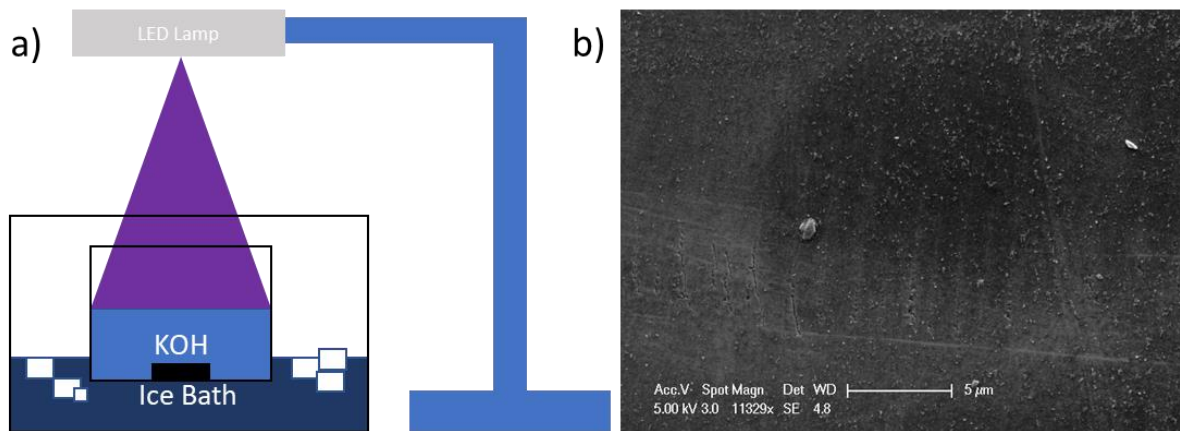 a)
LED Lamp
KOH
Ice Bath
b)
Acc.V Spot Magn Det WD 5 µm
5.00 kV 3.0 11329x SE 4.8